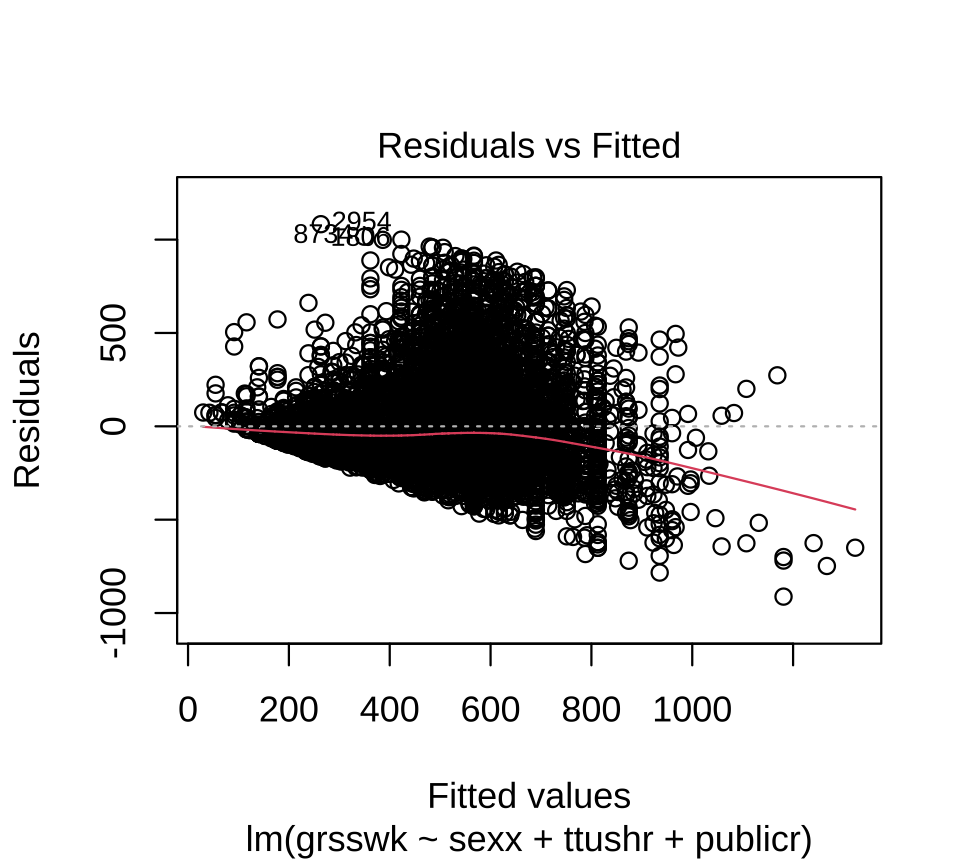 Residuals vs Fitted
2954
Residuals
500
0
-1000
0 200 400 600 800 1000
Fitted values
lm(grsswk ~ sexx + ttushr + publicr)